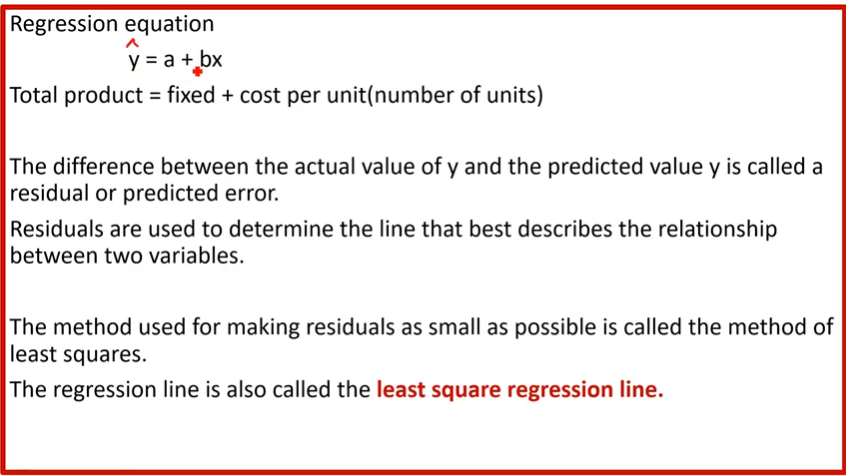 Regression equation
ŷ = a + bx
Total product = fixed + cost per unit(number of units)
The difference between the actual value of y and the predicted value y is called a
residual or predicted error.
Residuals are used to determine the line that best describes the relationship
between two variables.
The method used for making residuals as small as possible is called the method of
least squares.
The regression line is also called the least square regression line.